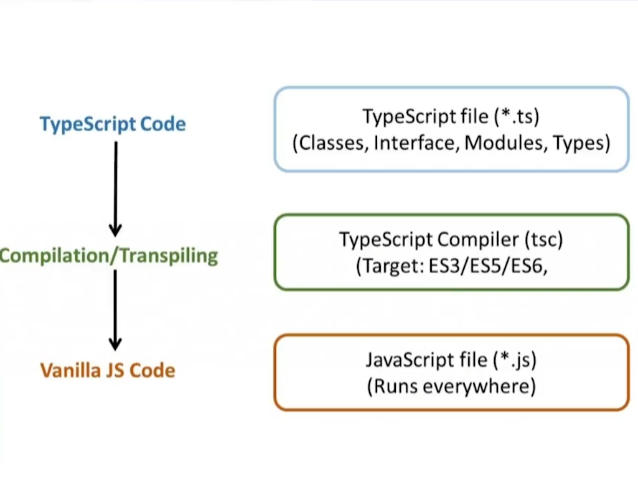 TypeScript Code
TypeScript file (*.ts)
(Classes, Interface, Modules, Types)
Compilation/Transpiling
TypeScript Compiler (tsc)
(Target: ES3/ES5/ES6,
Vanilla JS Code
JavaScript file (*.js)
(Runs everywhere)